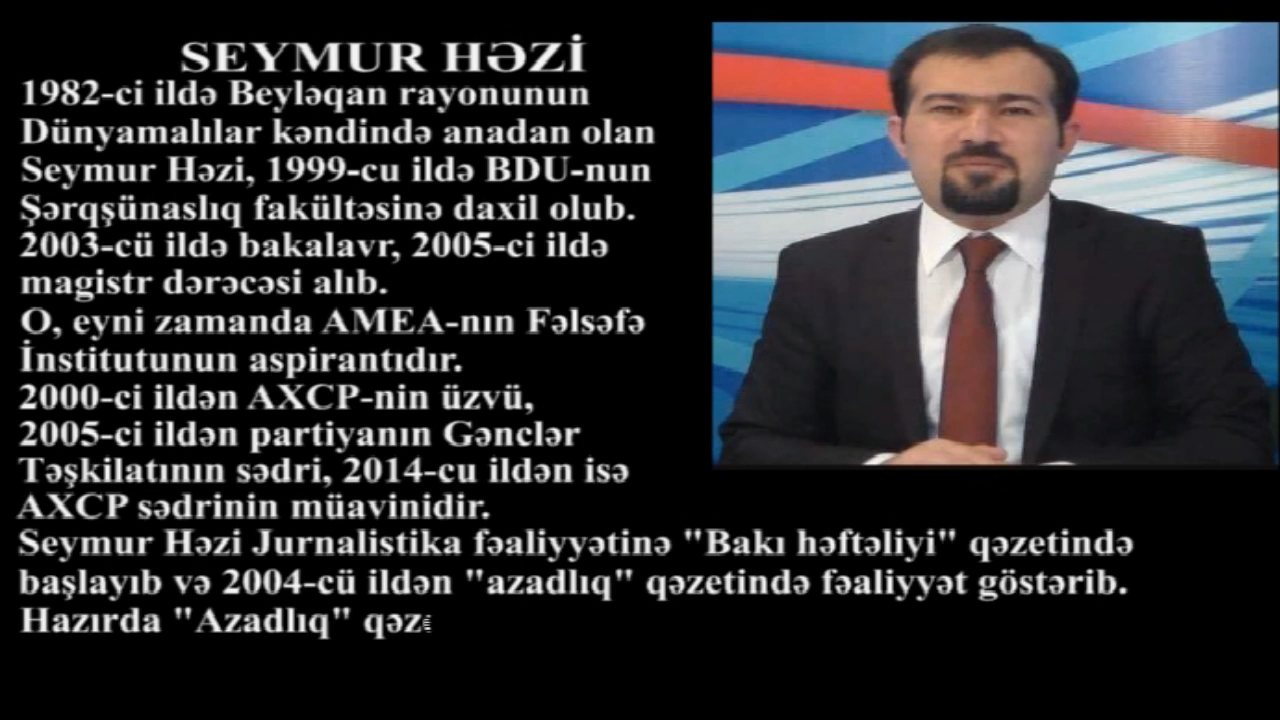 SEYMUR HƏZİ
1982-ci ildə Beyləqan rayonunun
Dünyamalılar kəndində anadan olan
Seymur Həzi, 1999-cu ildə BDU-nun
Şərqşünaslıq fakültəsinə daxil olub.
2003-cü ildə bakalavr, 2005-ci ildə
magistr dərəcəsi alıb.
O, eyni zamanda AMEA-nın Fəlsəfə
İnstitutunun aspirantıdır.
2000-ci ildən AXCP-nin üzvü,
2005-ci ildən partiyanın Gənclər
Təşkilatının sədri, 2014-cu ildən isə
AXCP sədrinin müavinidir.
Seymur Həzi Jurnalistika fəaliyyətinə "Bakı həftəliyi" qəzetində
başlayıb və 2004-cü ildən "azadlıq" qəzetində fəaliyyət göstərib.
Hazırda "Azadlıq" qəz